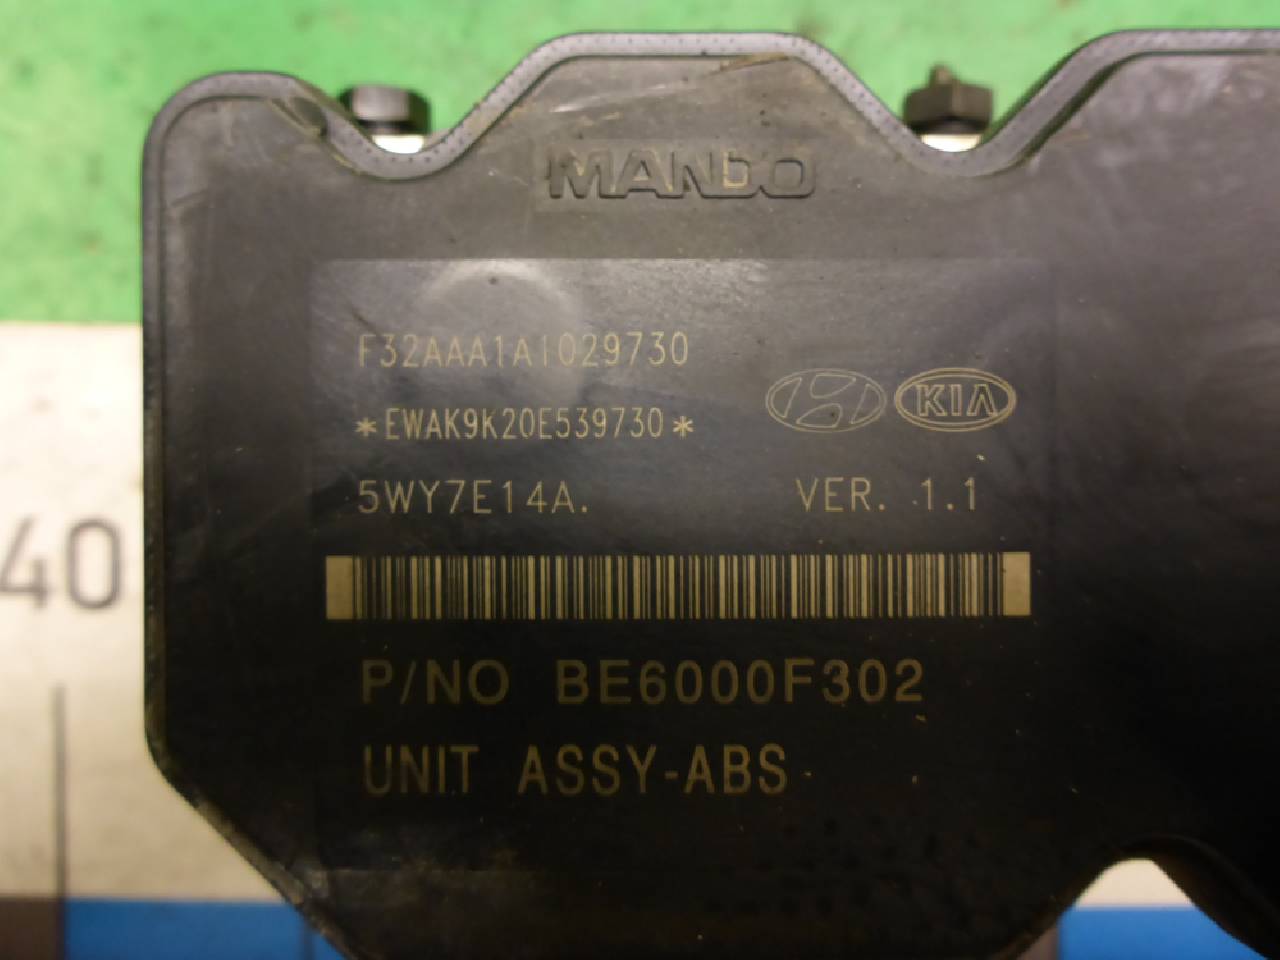 MANDO
F32AAA1A1029730
KIA
*EWAK9K20E539730*
5WY7E14A. VER. 1.1
40
P/NO BE6000F302
UNIT ASSY-ABS